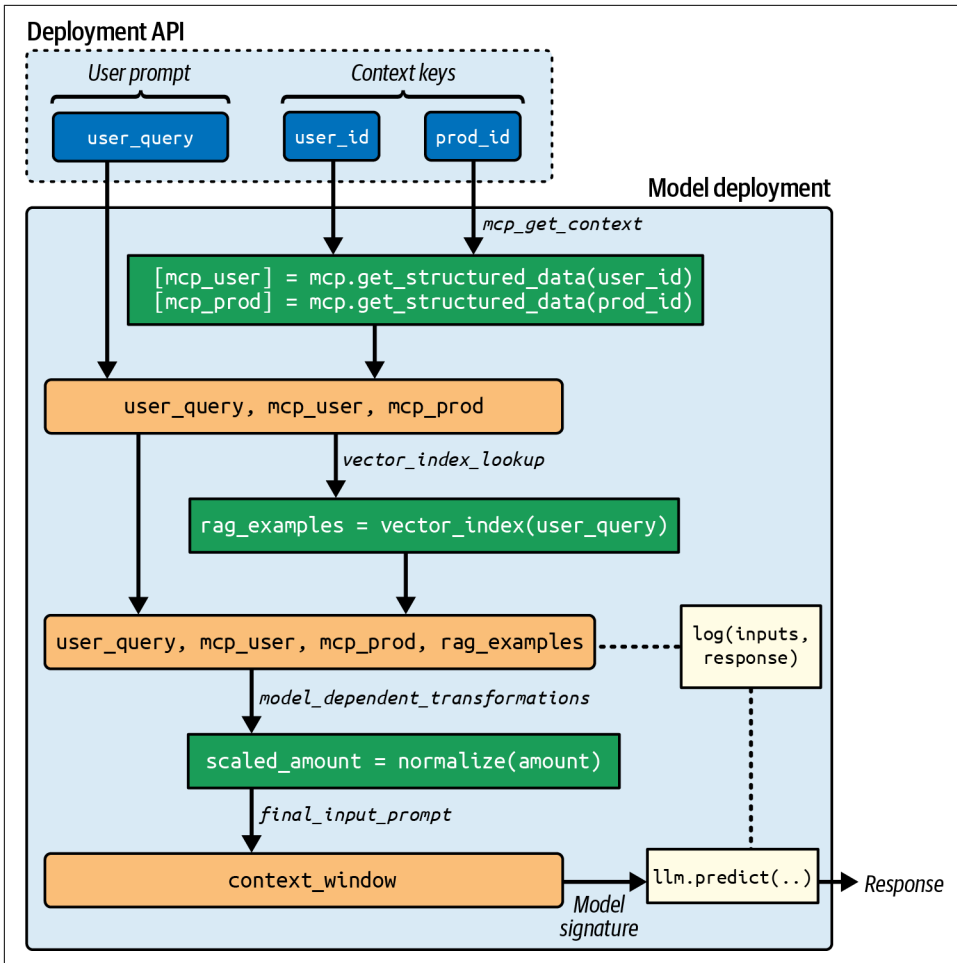 Deployment API
User prompt
Context keys
user_query
user_id
prod_id
Model deployment
mcp_get_context
[mcp_user] = mcp.get_structured_data(user_id)
[mcp_prod] = mcp.get_structured_data(prod_id)
user_query, mcp_user, mcp_prod
vector_index_lookup
rag_examples = vector_index(user_query)
user_query, mcp_user, mcp_prod, rag_examples
log(inputs,
response)
model_dependent_transformations
scaled_amount = normalize(amount)
final_input_prompt
context_window
Model
signature
llm.predict(..)
Response